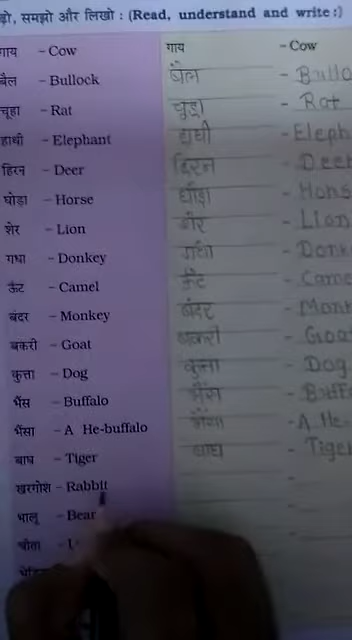 ढ़ो, समझो और लिखो : (Read, understand and write:)
गाय - Cow गाय - Cow
बैल - Bullock बैल - Bullo
चूहा - Rat चूहा - Rat
हाथी - Elephant हाथी - Eleph
हिरन - Deer हिरन - Deer
घोड़ा - Horse घोड़ा - Hors
शेर - Lion शेर - Lion
गधा - Donkey गधा - Donk
ऊँट - Camel ऊँट - Came
बंदर - Monkey बंदर - Monk
बकरी - Goat बकरी - Goa
कुत्ता - Dog कुत्ता - Dog
भैंस - Buffalo भैंस - Buff
भैंसा - A He-buffalo भैंसा - A He-
बाघ - Tiger बाघ - Tiger
खरगोश - Rabbit
भालू - Bear
चीता